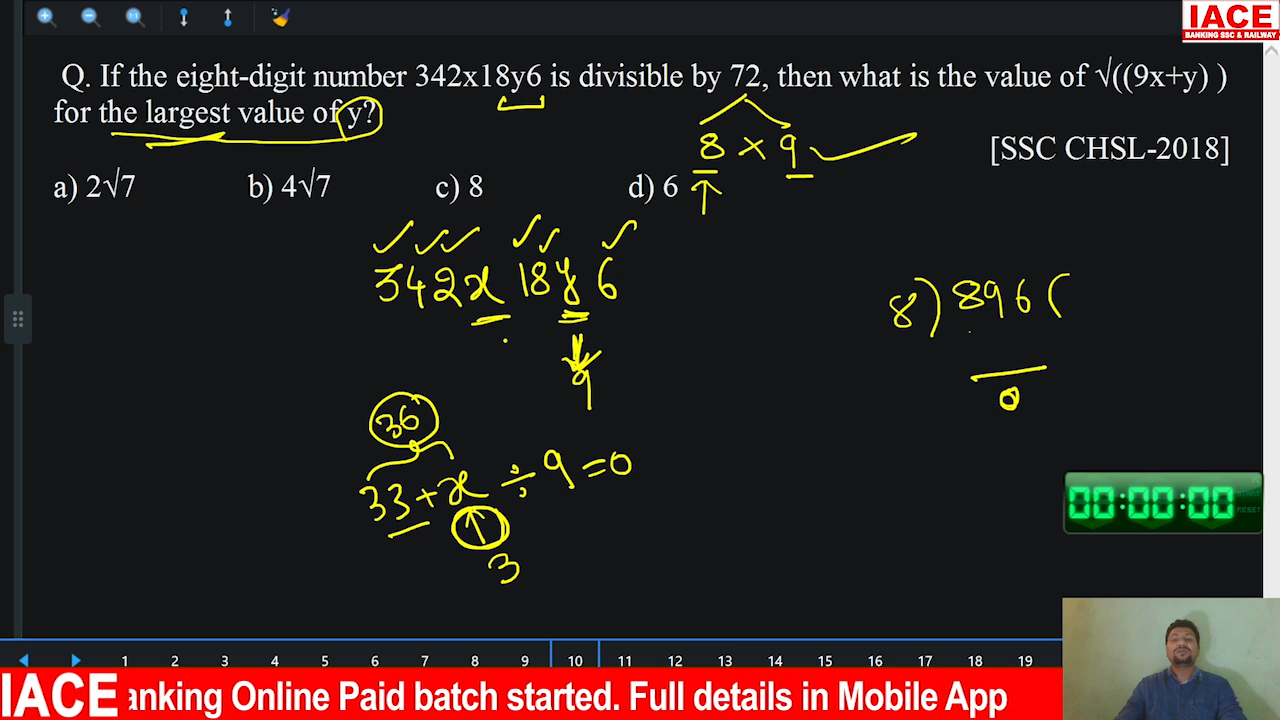 IACE
BANKING SSC & RAILWAY
Q. If the eight-digit number 342x18y6 is divisible by 72, then what is the value of √((9x+y) )
for the largest value of y?
8 × 9
[SSC CHSL-2018]
a) 2√7 b) 4√7 c) 8 d) 6
342x 18y6
8) 896 (
9
0
36
33+x ÷ 9 = 0
3
00:00:00
RESET
1 2 3 4 5 6 7 8 9 10 11 12 13 14 15 16 17 18 19
IACE anking Online Paid batch started. Full details in Mobile App